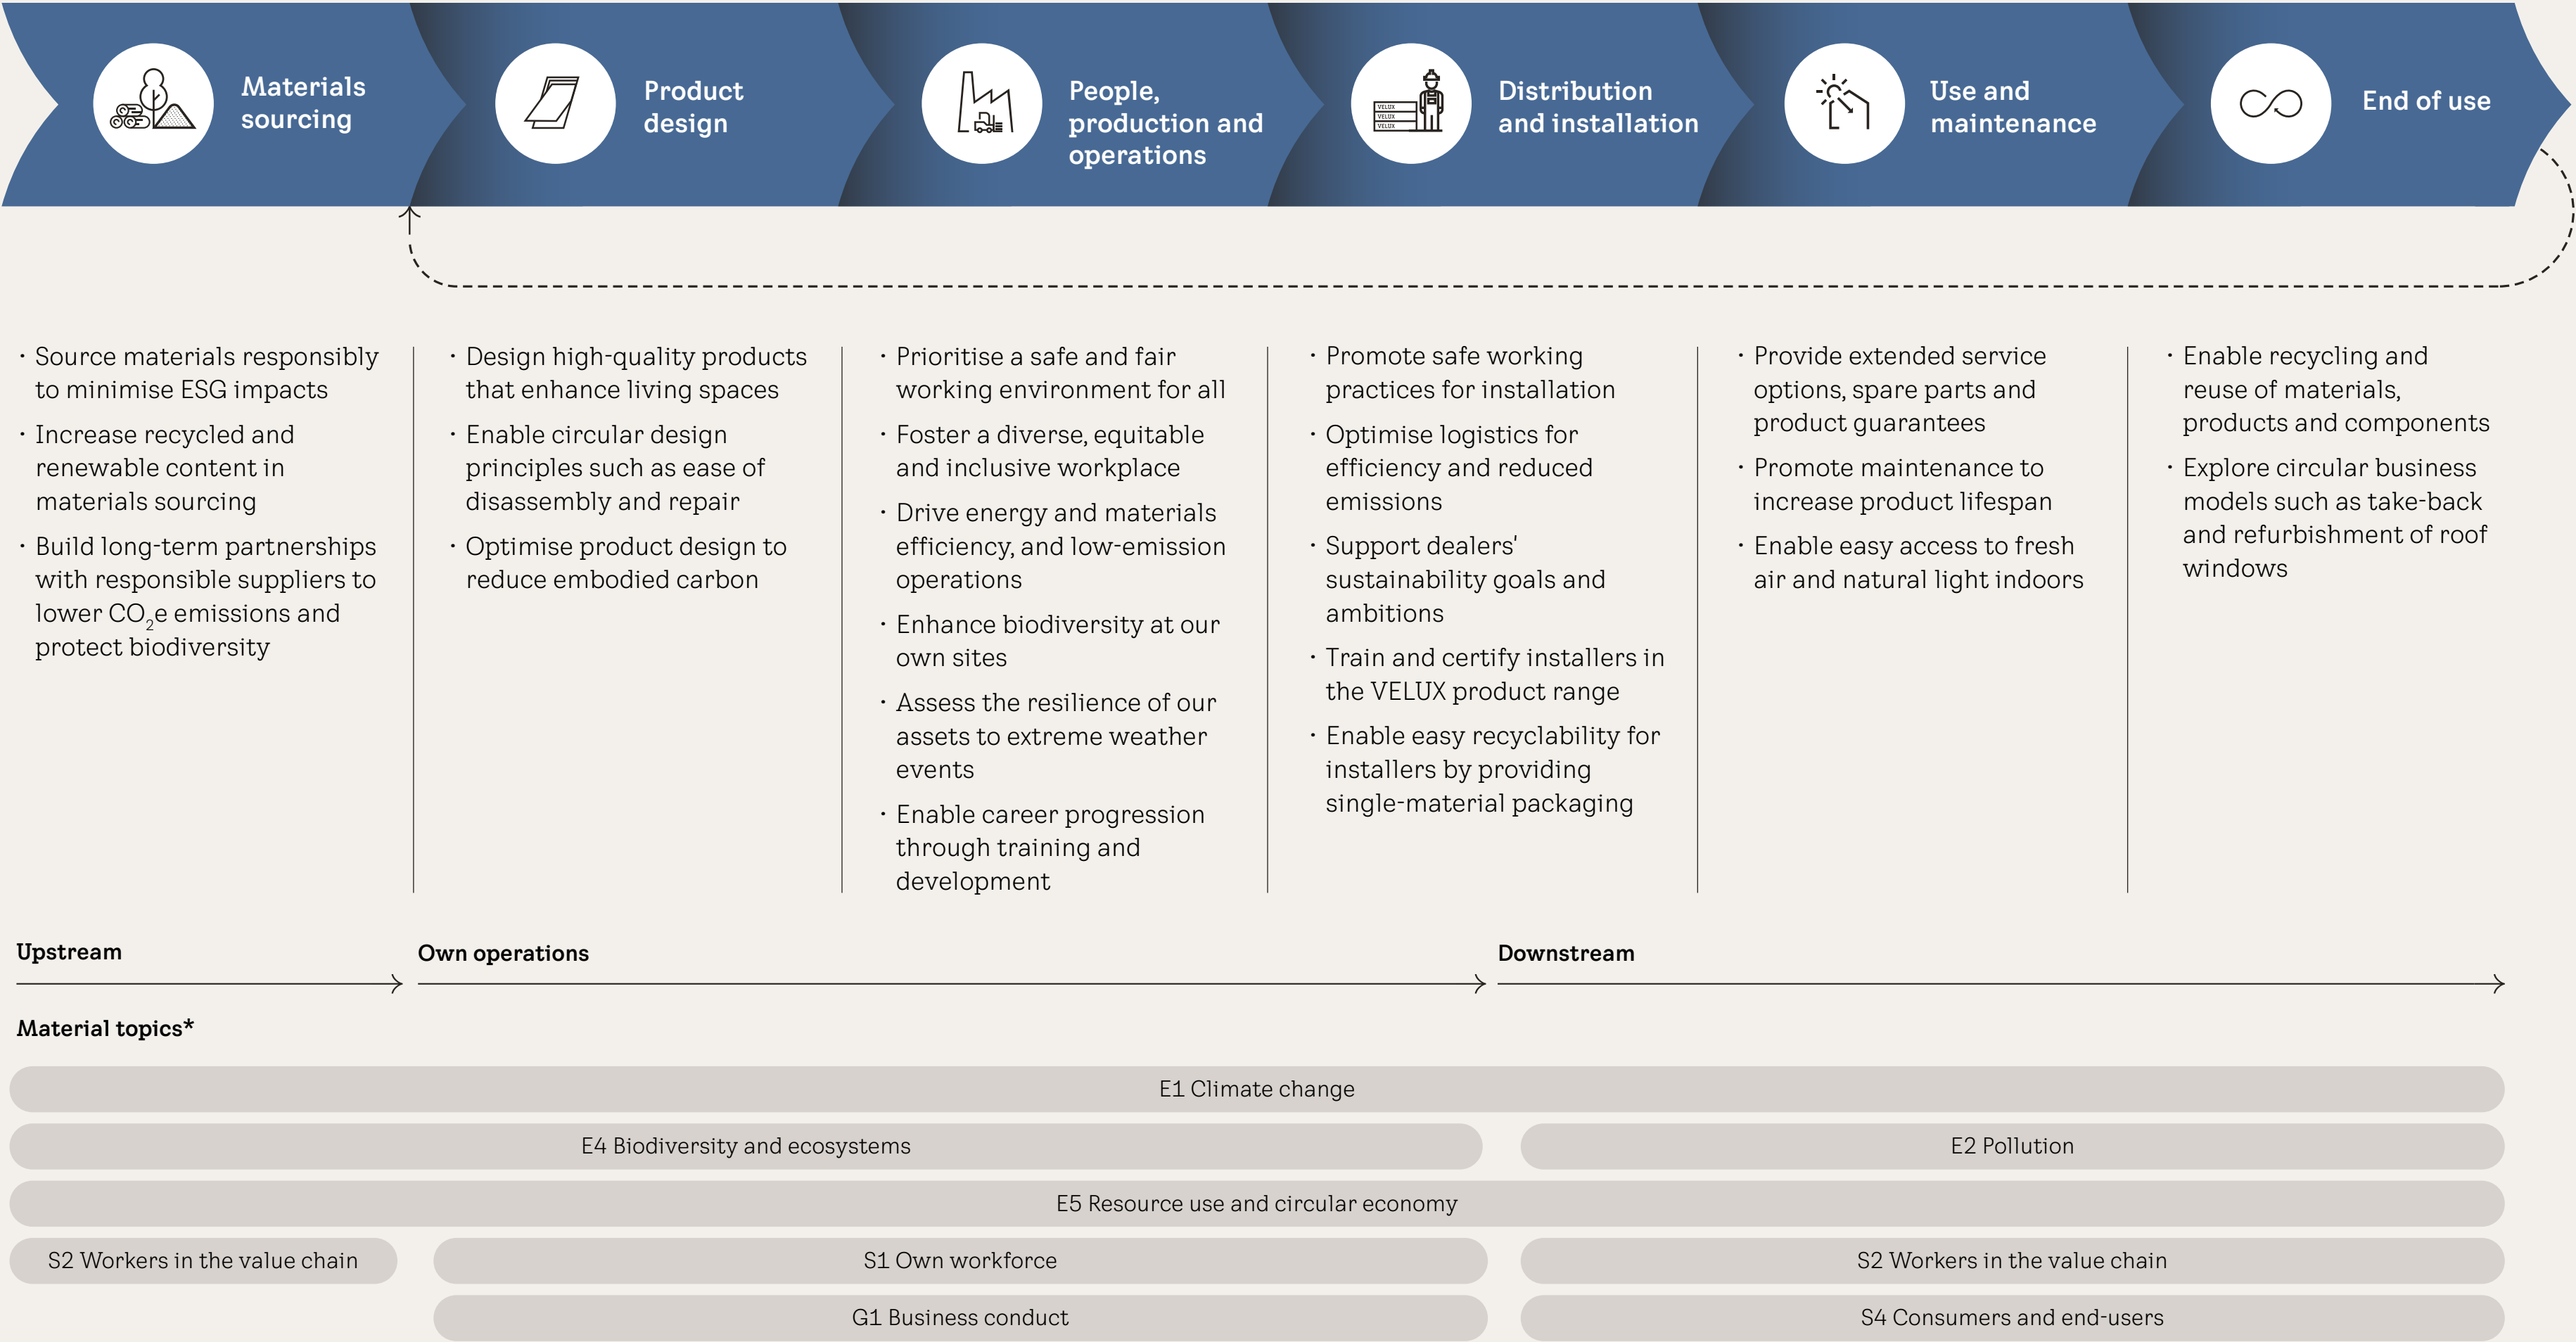 Materials
sourcing
Product
design
People,
production and
operations
VELUX
VELUX
VELUX
Distribution
and installation
Use and
maintenance
End of use
· Source materials responsibly
to minimise ESG impacts
· Increase recycled and
renewable content in
materials sourcing
· Build long-term partnerships
with responsible suppliers to
lower CO₂e emissions and
protect biodiversity
· Design high-quality products
that enhance living spaces
· Enable circular design
principles such as ease of
disassembly and repair
· Optimise product design to
reduce embodied carbon
· Prioritise a safe and fair
working environment for all
· Foster a diverse, equitable
and inclusive workplace
· Drive energy and materials
efficiency, and low-emission
operations
· Enhance biodiversity at our
own sites
· Assess the resilience of our
assets to extreme weather
events
· Enable career progression
through training and
development
· Promote safe working
practices for installation
· Optimise logistics for
efficiency and reduced
emissions
· Support dealers'
sustainability goals and
ambitions
· Train and certify installers in
the VELUX product range
· Enable easy recyclability for
installers by providing
single-material packaging
· Provide extended service
options, spare parts and
product guarantees
· Promote maintenance to
increase product lifespan
· Enable easy access to fresh
air and natural light indoors
· Enable recycling and
reuse of materials,
products and components
· Explore circular business
models such as take-back
and refurbishment of roof
windows
Upstream
Own operations
Downstream
Material topics*
E1 Climate change
E4 Biodiversity and ecosystems
E2 Pollution
E5 Resource use and circular economy
S2 Workers in the value chain
S1 Own workforce
S2 Workers in the value chain
G1 Business conduct
S4 Consumers and end-users